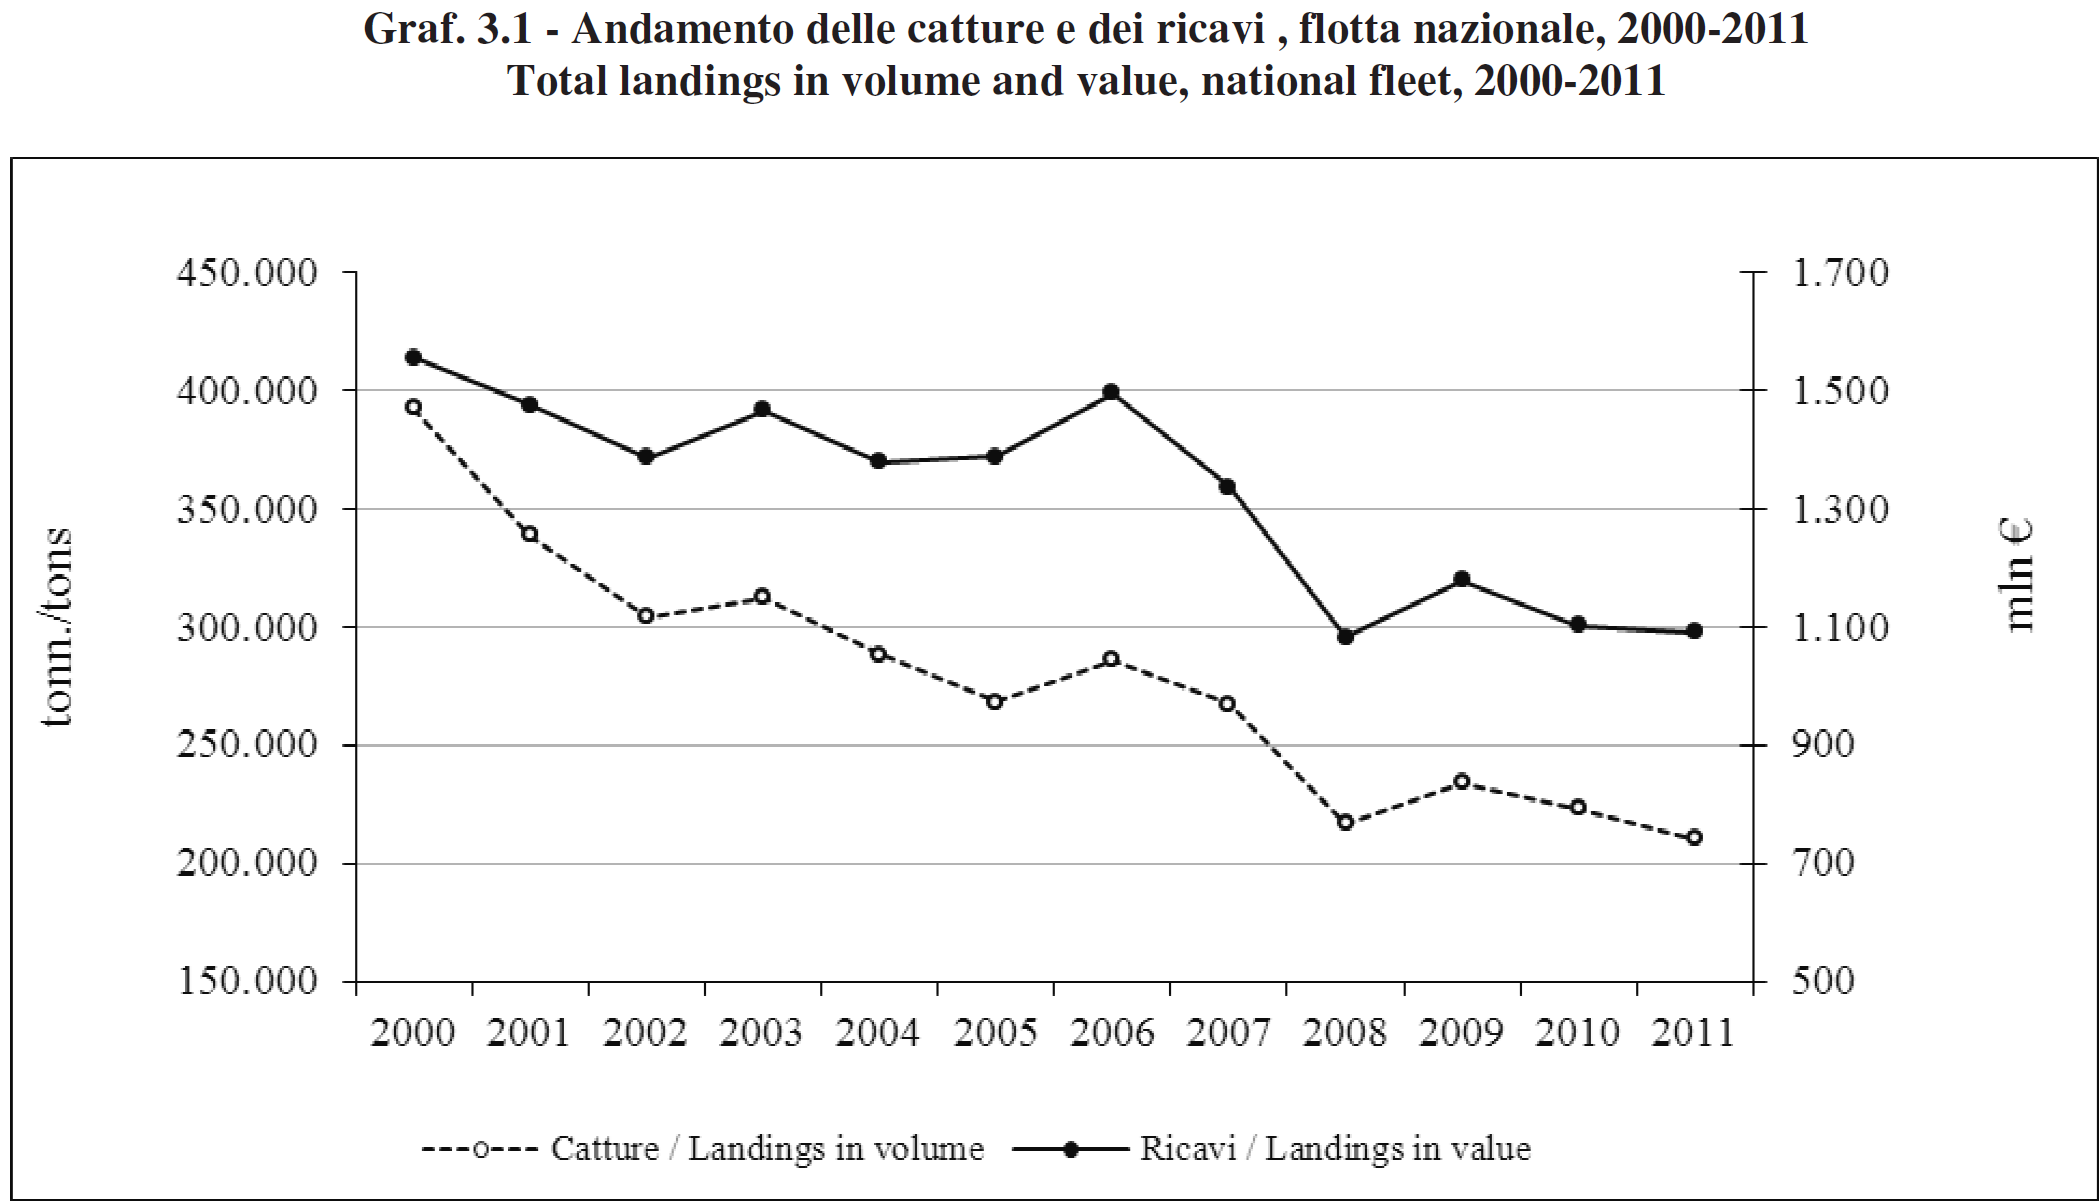 Graf. 3.1 - Andamento delle catture e dei ricavi , flotta nazionale, 2000-2011
Total landings in volume and value, national fleet, 2000-2011
450.000
400.000
350.000
300.000
250.000
200.000
150.000
tonn./tons
1.700
1.500
1.300
1.100
900
700
500
mln €
2000 2001 2002 2003 2004 2005 2006 2007 2008 2009 2010 2011
Catture / Landings in volume
Ricavi / Landings in value